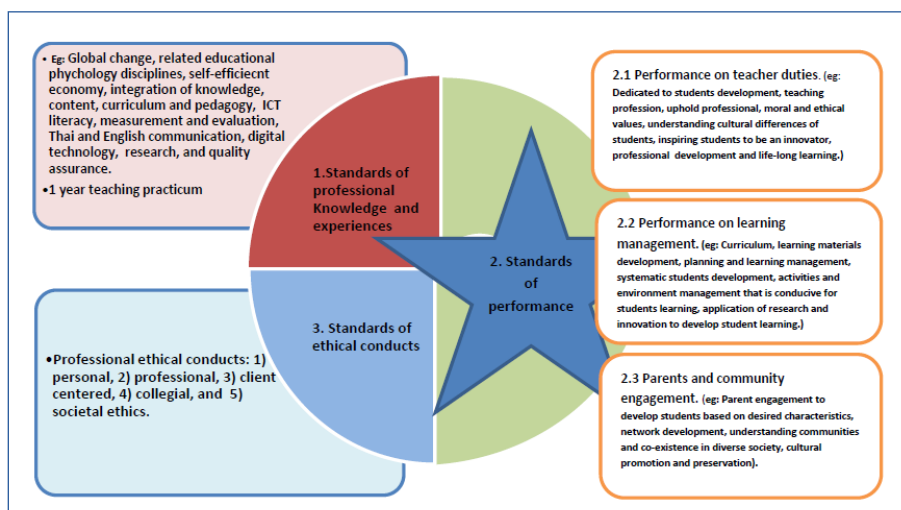 • Eg: Global change, related educational
phychology disciplines, self-efficiecnt
economy, integration of knowledge,
content, curriculum and pedagogy, ICT
literacy, measurement and evaluation,
Thai and English communication, digital
technology, research, and quality
assurance.
•1 year teaching practicum
1.Standards of
professional
Knowledge and
experiences
2. Standards
of
performance
3. Standards of
ethical conducts
•Professional ethical conducts: 1)
personal, 2) professional, 3) client
centered, 4) collegial, and 5)
societal ethics.
2.1 Performance on teacher duties. (eg:
Dedicated to students development, teaching
profession, uphold professional, moral and ethical
values, understanding cultural differences of
students, inspiring students to be an innovator,
professional development and life-long learning.)
2.2 Performance on learning
management. (eg: Curriculum, learning materials
development, planning and learning management,
systematic students development, activities and
environment management that is conducive for
students learning, application of research and
innovation to develop student learning.)
2.3 Parents and community
engagement. (eg: Parent engagement to
develop students based on desired characteristics,
network development, understanding communities
and co-existence in diverse society, cultural
promotion and preservation).